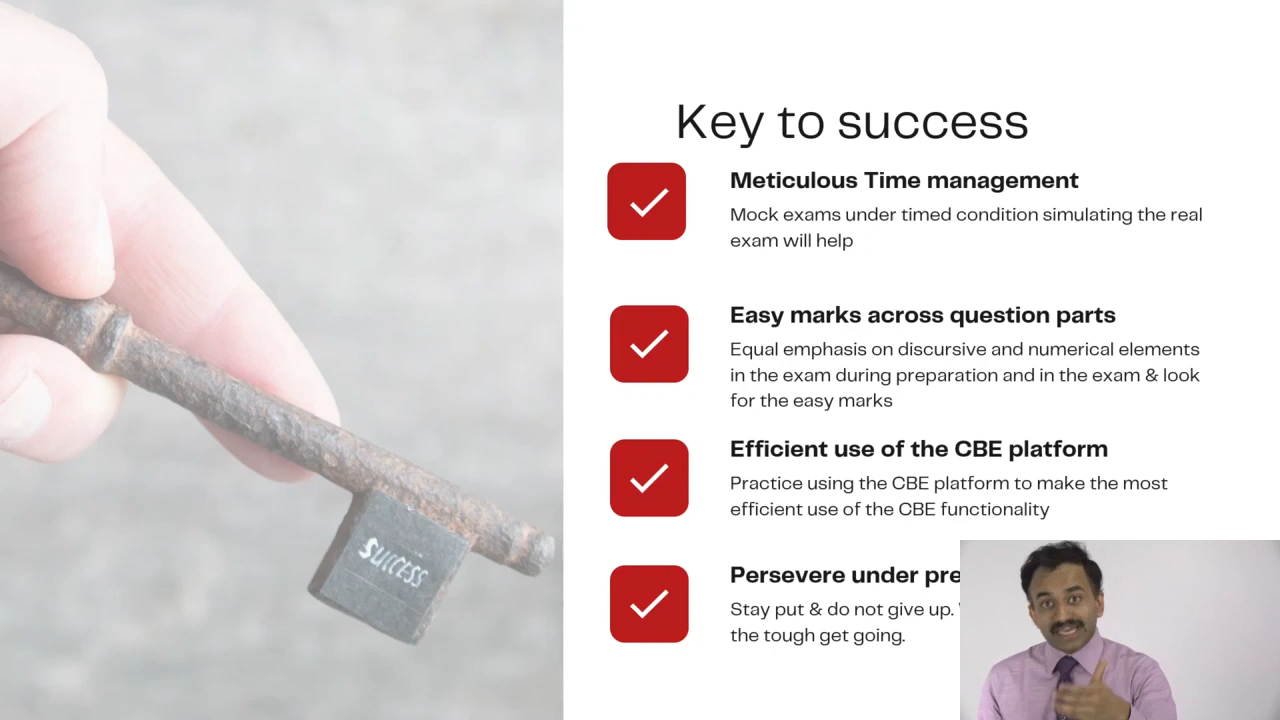 Key to success
Meticulous Time management
Mock exams under timed condition simulating the real
exam will help
Easy marks across question parts
Equal emphasis on discursive and numerical elements
in the exam during preparation and in the exam & look
for the easy marks
Efficient use of the CBE platform
Practice using the CBE platform to make the most
efficient use of the CBE functionality
Persevere under pre
Stay put & do not give up.
the tough get going.
SUCCESS